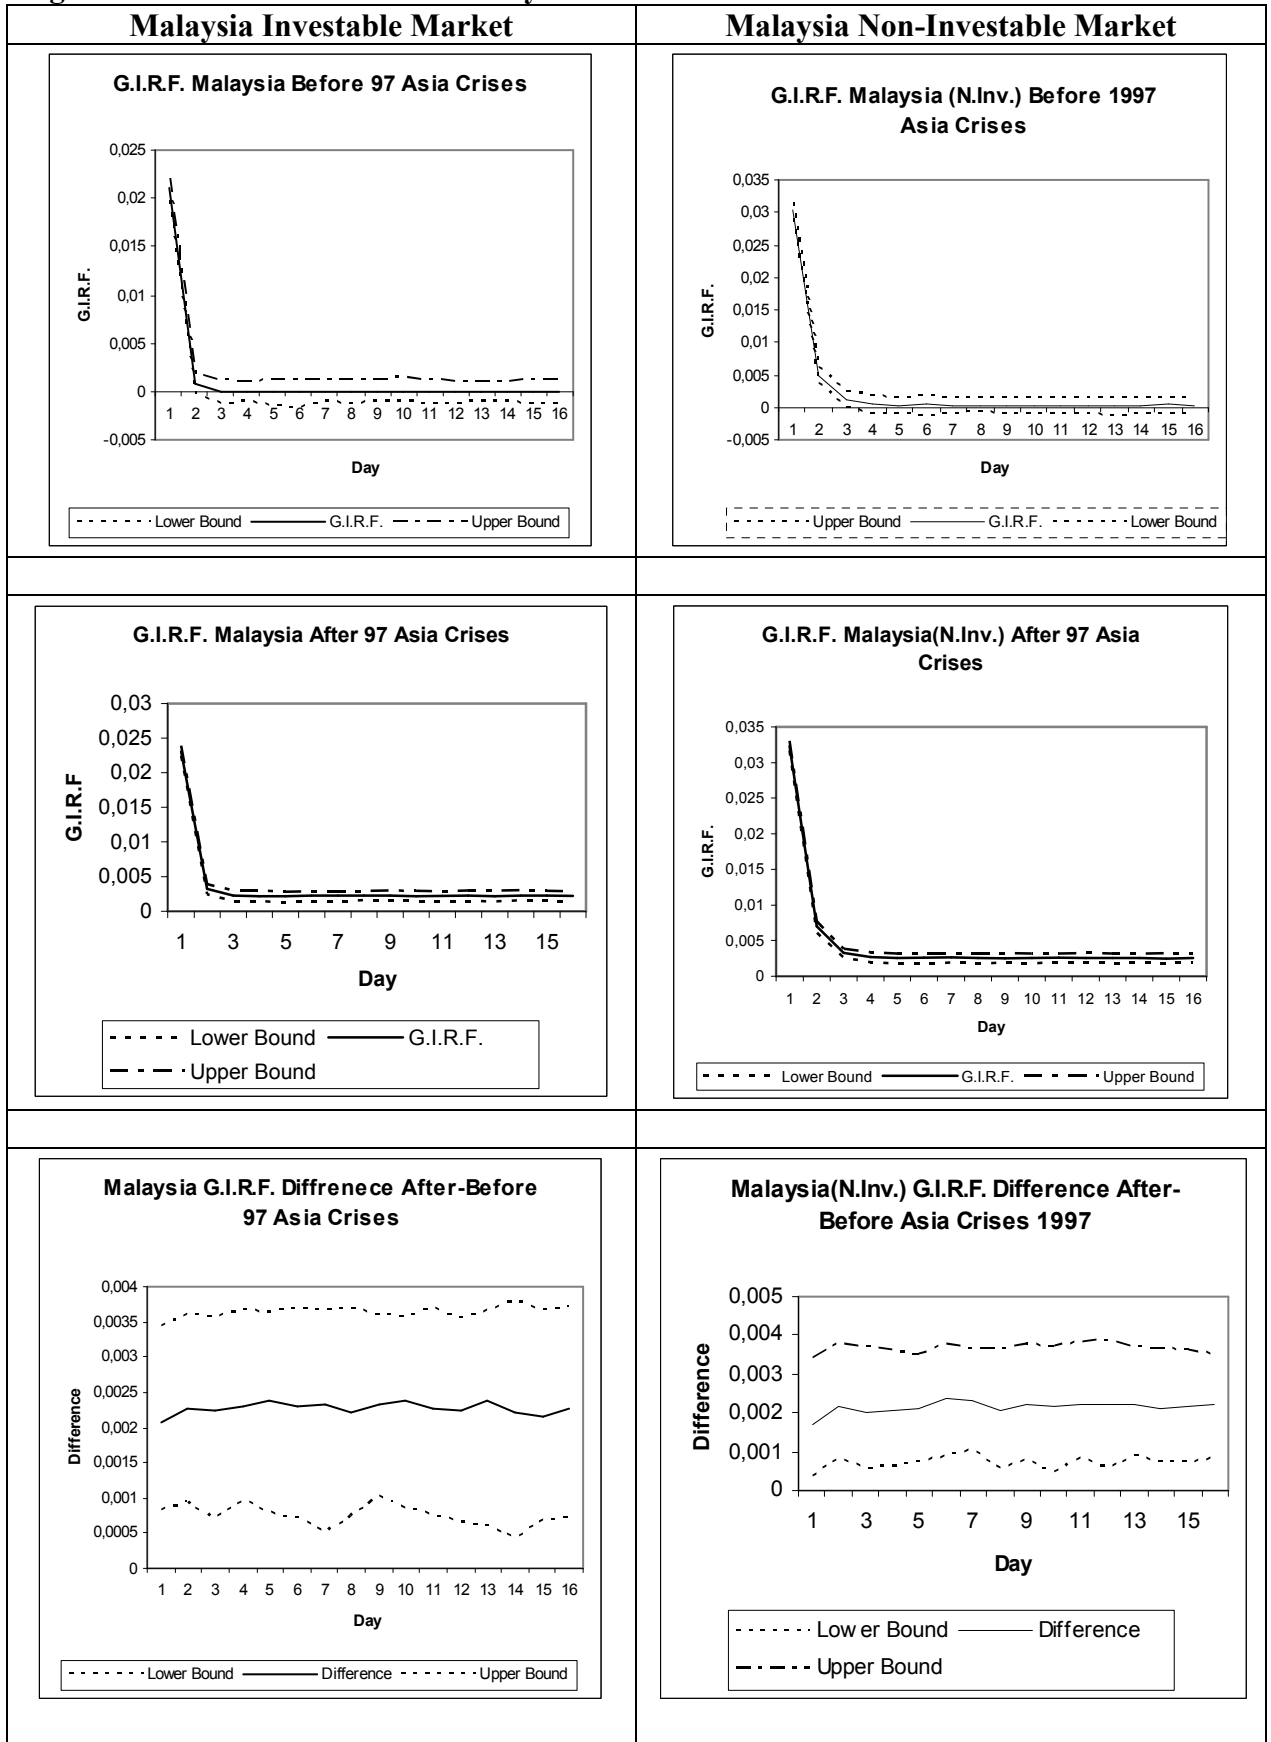 Malaysia Investable Market
Malaysia Non-Investable Market
G.I.R.F. Malaysia Before 97 Asia Crises
0,025
0,02
0,015
0,01
0,005
0
-0,005
G.I.R.F.
1 2 3 4 5 6 7 8 9 10 11 12 13 14 15 16
Day
Lower Bound G.I.R.F. Upper Bound
G.I.R.F. Malaysia (N.Inv.) Before 1997
Asia Crises
0,035
0,03
0,025
0,02
0,015
0,01
0,005
0
-0,005
G.I.R.F.
1 2 3 4 5 6 7 8 9 10 11 12 13 14 15 16
Day
Upper Bound G.I.R.F. Lower Bound
G.I.R.F. Malaysia After 97 Asia Crises
0,03
0,025
0,02
0,015
0,01
0,005
0
G.I.R.F
1 3 5 7 9 11 13 15
Day
Lower Bound G.I.R.F.
Upper Bound
G.I.R.F. Malaysia(N.Inv.) After 97 Asia
Crises
0,035
0,03
0,025
0,02
0,015
0,01
0,005
0
G.I.R.F.
1 2 3 4 5 6 7 8 9 10 11 12 13 14 15 16
Day
Lower Bound G.I.R.F. Upper Bound
Malaysia G.I.R.F. Diffrenece After-Before
97 Asia Crises
0,004
0,0035
0,003
0,0025
0,002
0,0015
0,001
0,0005
0
Difference
1 2 3 4 5 6 7 8 9 10 11 12 13 14 15 16
Day
Lower Bound Difference Upper Bound
Malaysia(N.Inv.) G.I.R.F. Difference After-
Before Asia Crises 1997
0,005
0,004
0,003
0,002
0,001
0
Difference
1 3 5 7 9 11 13 15
Day
Lower Bound Difference
Upper Bound